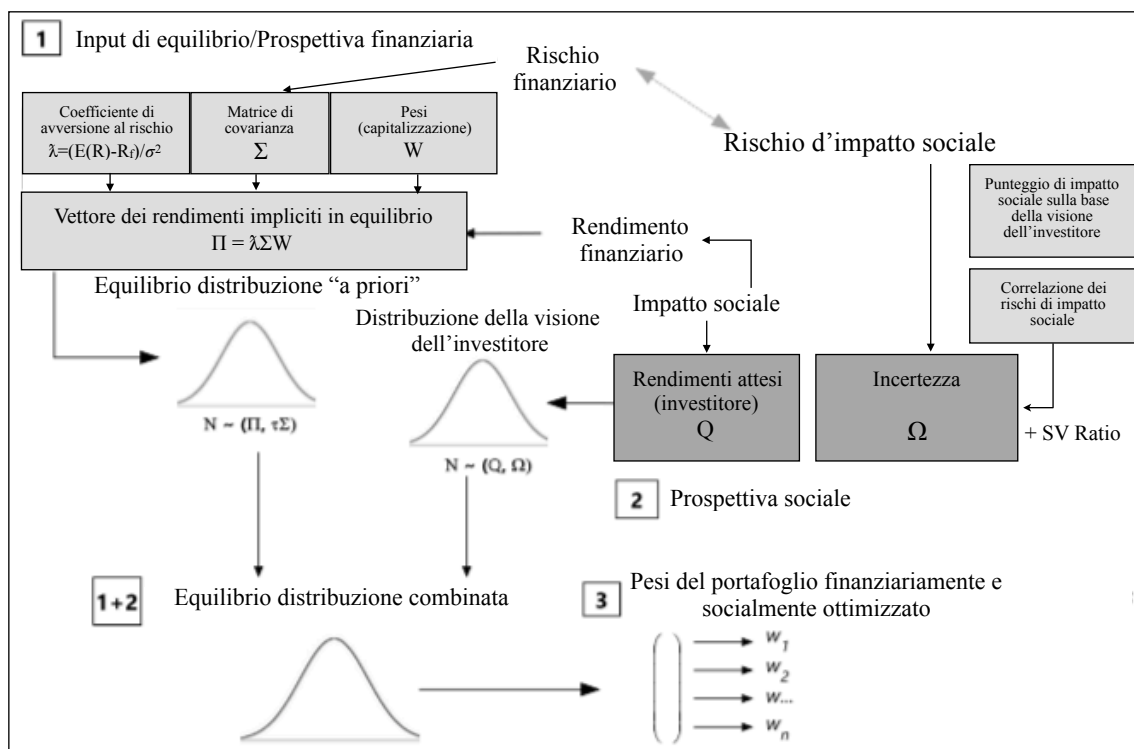 1
Input di equilibrio/Prospettiva finanziaria
Rischio
finanziario
Coefficiente di
avversione al rischio
λ=(E(R)-Rf)/σ²
Matrice di
covarianza
Σ
Pesi
(capitalizzazione)
W
Rischio d’impatto sociale
Punteggio di impatto
sociale sulla base
della visione
dell’investitore
Vettore dei rendimenti impliciti in equilibrio
Π = λΣW
Rendimento
finanziario
Equilibrio distribuzione “a priori”
Impatto sociale
Correlazione dei
rischi di impatto
sociale
Distribuzione della visione
dell’investitore
N ~ (Π, τΣ)
N ~ (Q, Ω)
Rendimenti attesi
(investitore)
Q
Incertezza
Ω
+ SV Ratio
2
Prospettiva sociale
1+2
Equilibrio distribuzione combinata
3
Pesi del portafoglio finanziariamente e
socialmente ottimizzato
w1
w2
w...
wn